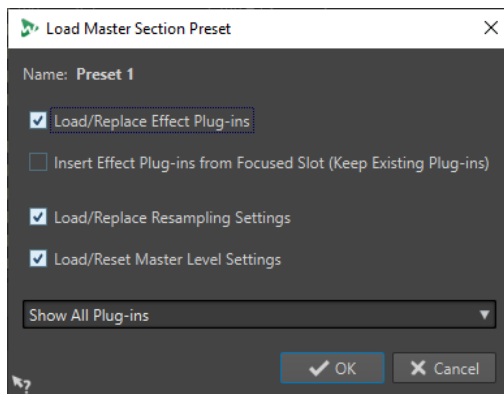 Load Master Section Preset
Name: Preset 1
Load/Replace Effect Plug-ins
Insert Effect Plug-ins from Focused Slot (Keep Existing Plug-ins)
Load/Replace Resampling Settings
Load/Reset Master Level Settings
Show All Plug-ins
OK
Cancel
?